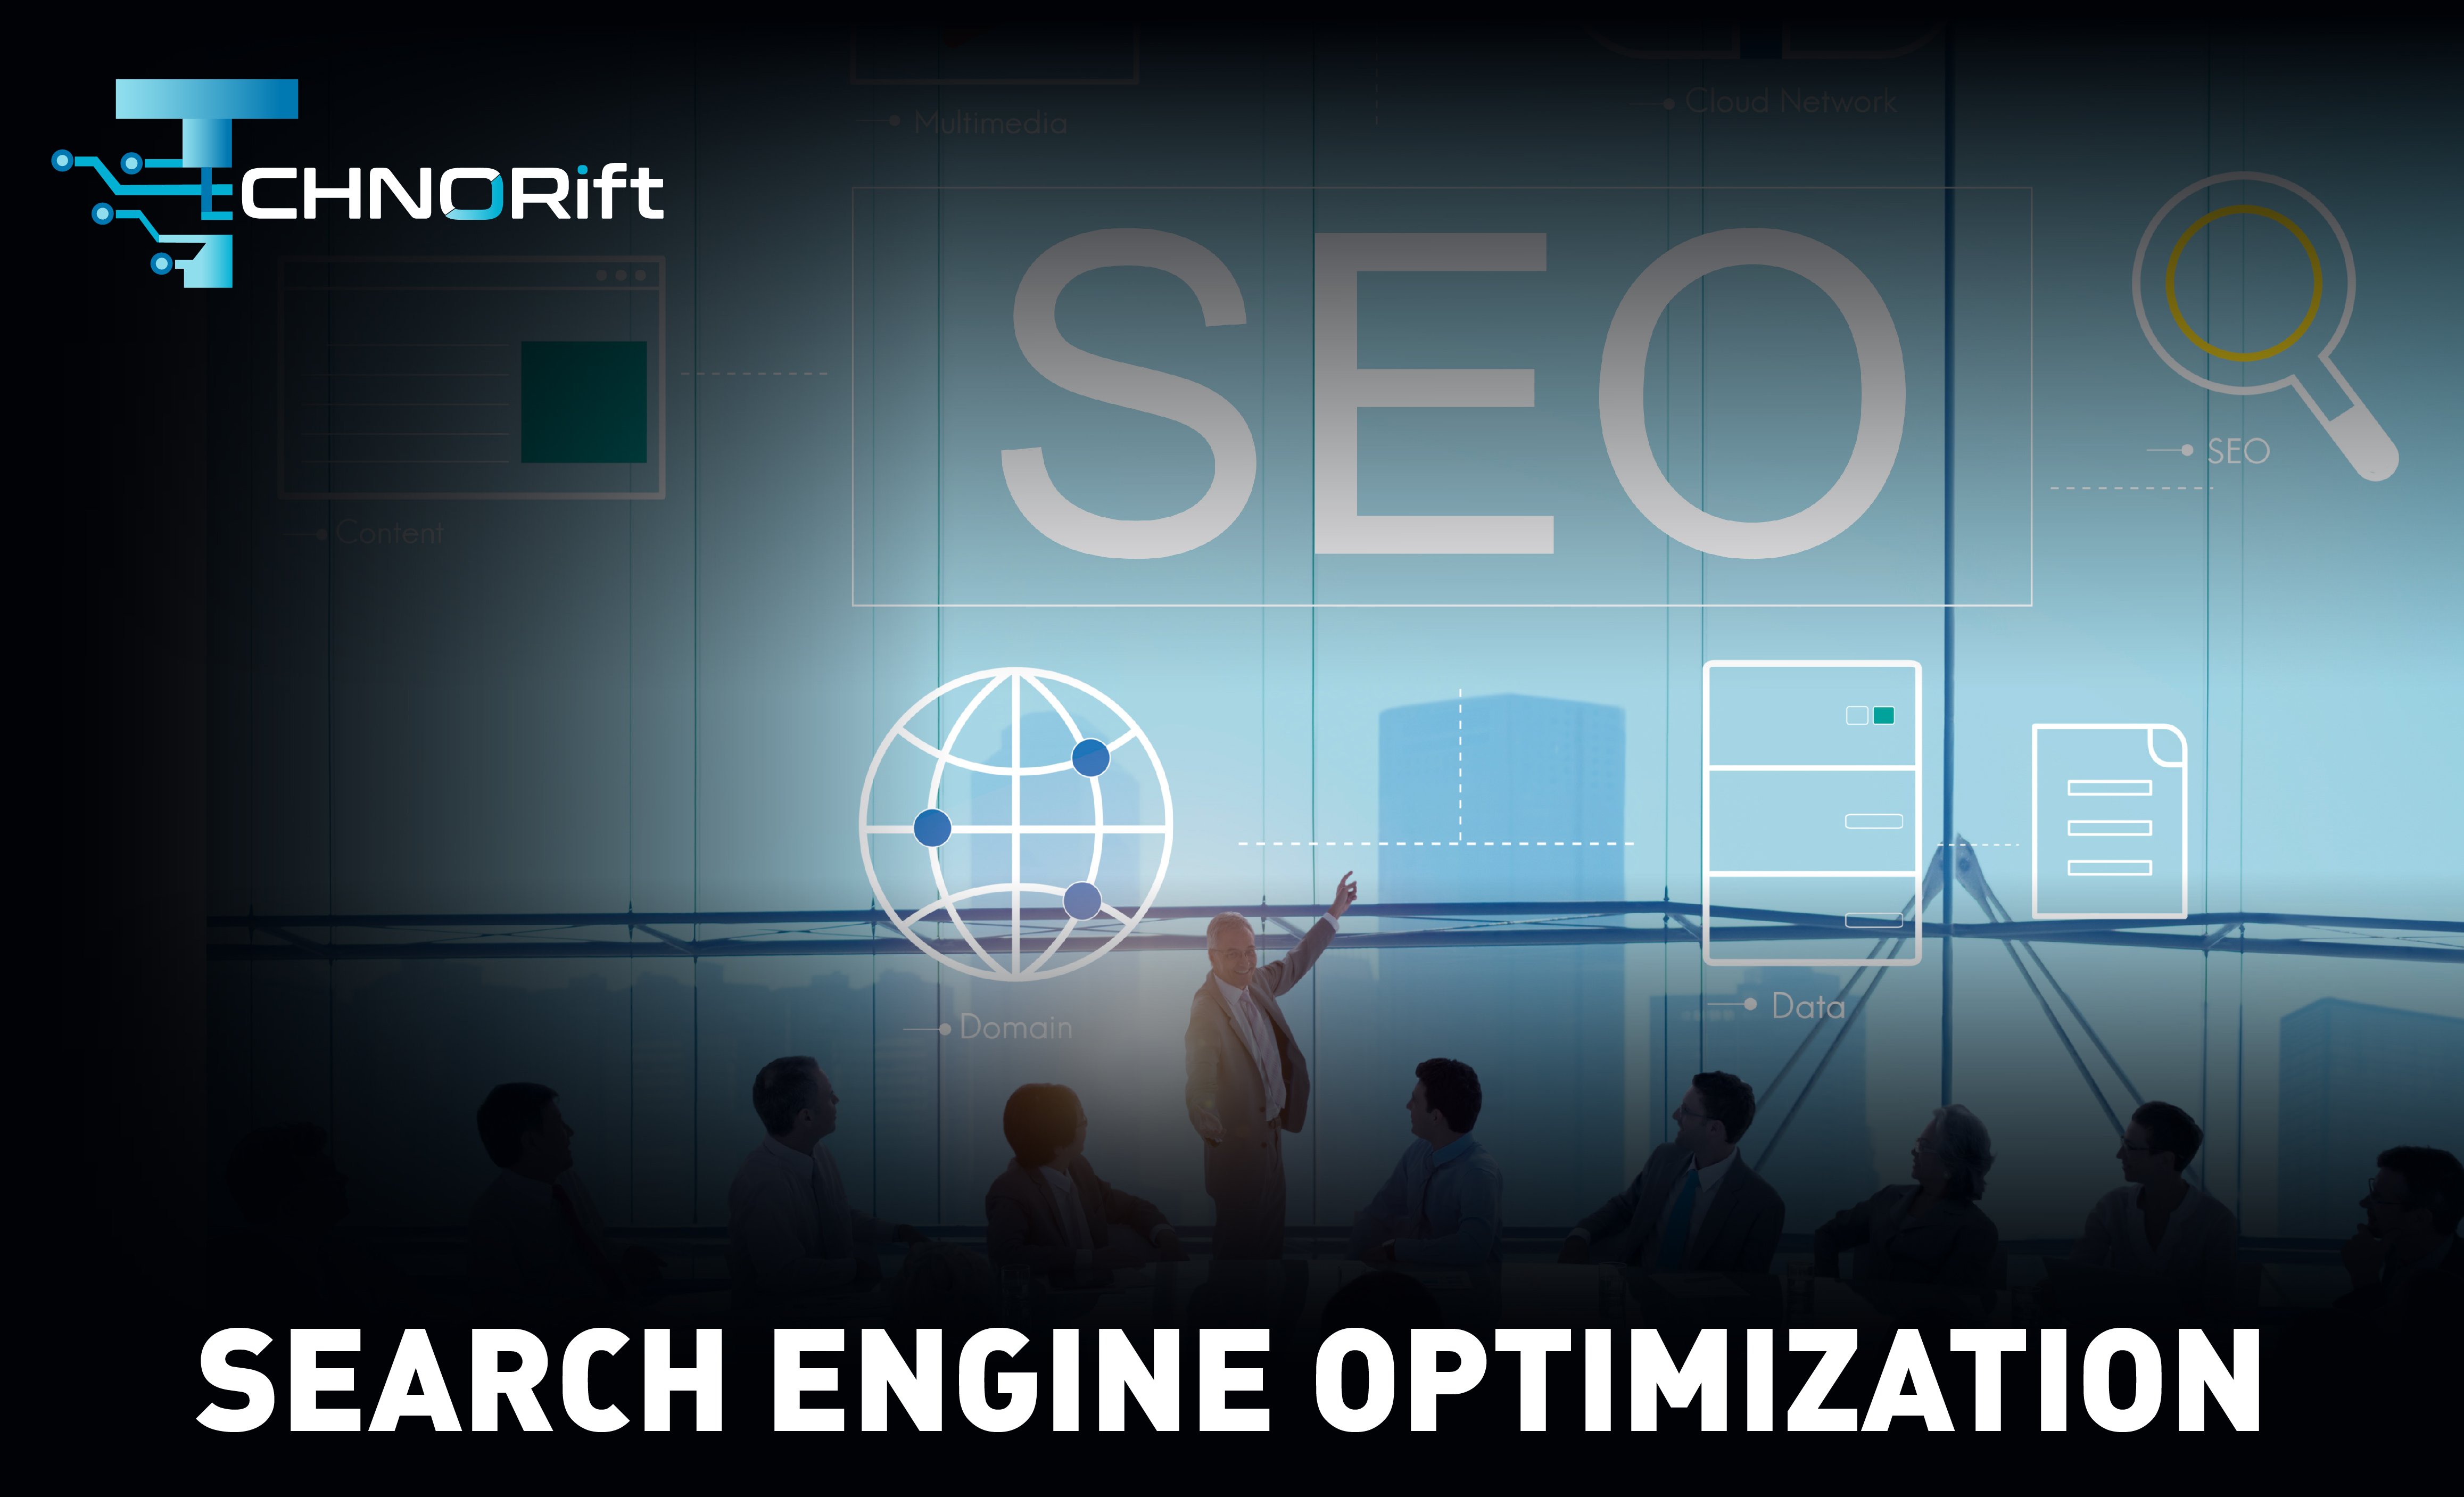 Multimedia
Cloud Network
TECHNORift
SEO
SEO
Content
Domain
Data
SEARCH ENGINE OPTIMIZATION